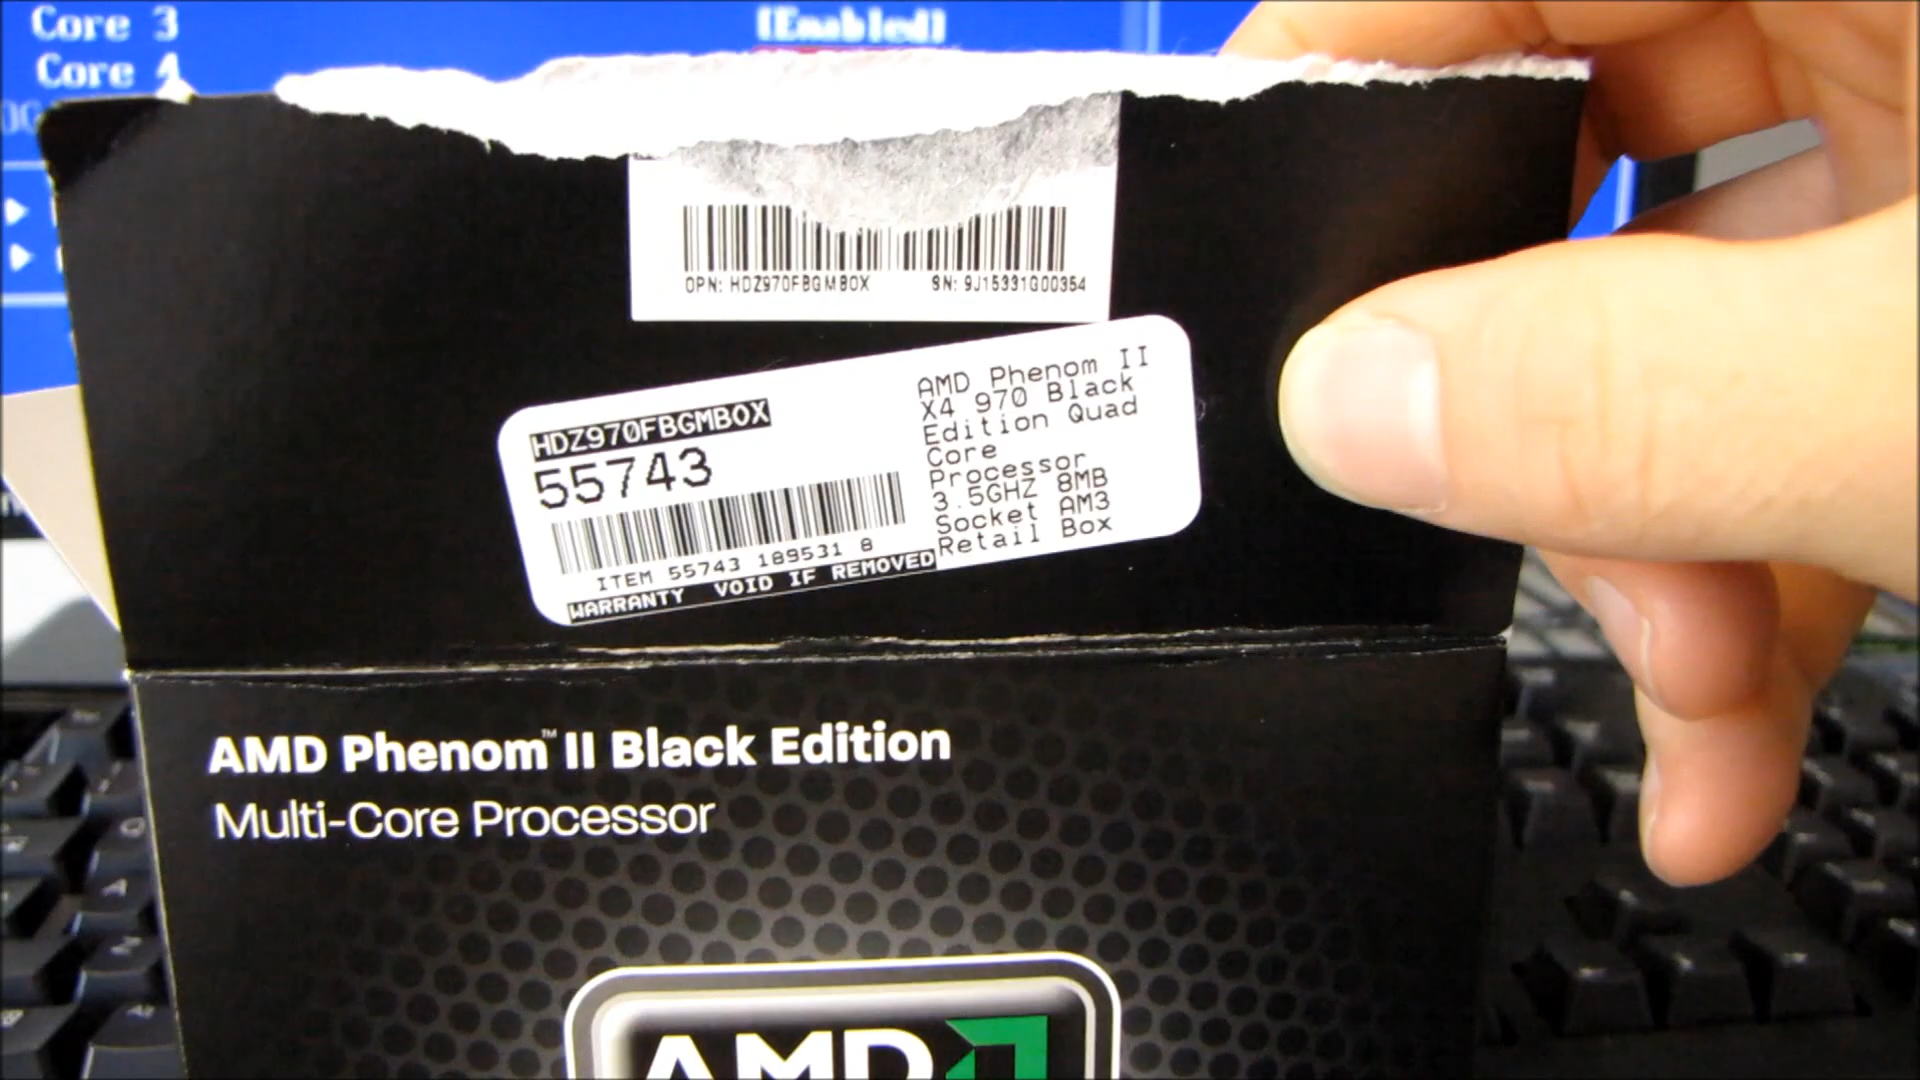 Core 3 [Enabled]
Core 4
OPN: HDZ970FBGMBOX SN: 9J15331G00354
HDZ970FBGMBOX
55743
ITEM 55743 189531 8
WARRANTY VOID IF REMOVED
AMD Phenom II
X4 970 Black
Edition Quad
Core
Processor
3.5GHZ 8MB
Socket AM3
Retail Box
AMD Phenom™ II Black Edition
Multi-Core Processor
AMD